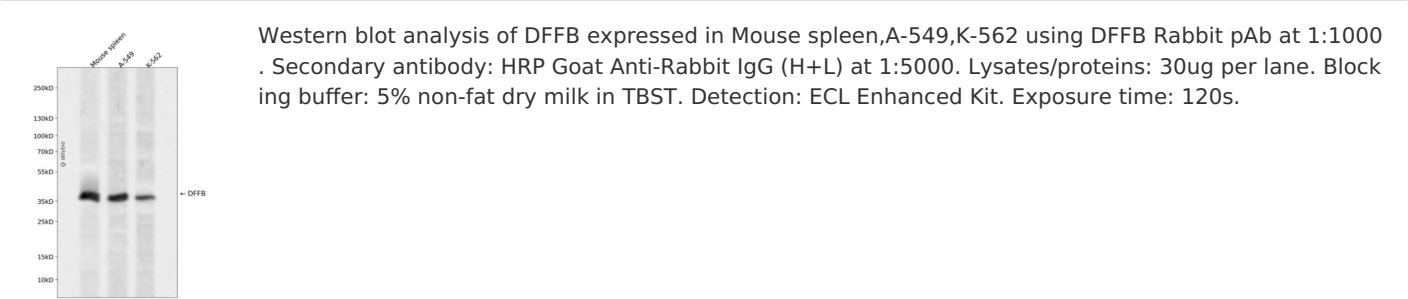 Western blot analysis of DFFB expressed in Mouse spleen,A-549,K-562 using DFFB Rabbit pAb at 1:1000
. Secondary antibody: HRP Goat Anti-Rabbit IgG (H+L) at 1:5000. Lysates/proteins: 30ug per lane. Block
ing buffer: 5% non-fat dry milk in TBST. Detection: ECL Enhanced Kit. Exposure time: 120s.
Mouse spleen
A-549
K-562
250kD
130kD
100kD
70kD
55kD
35kD
25kD
15kD
10kD
← DFFB